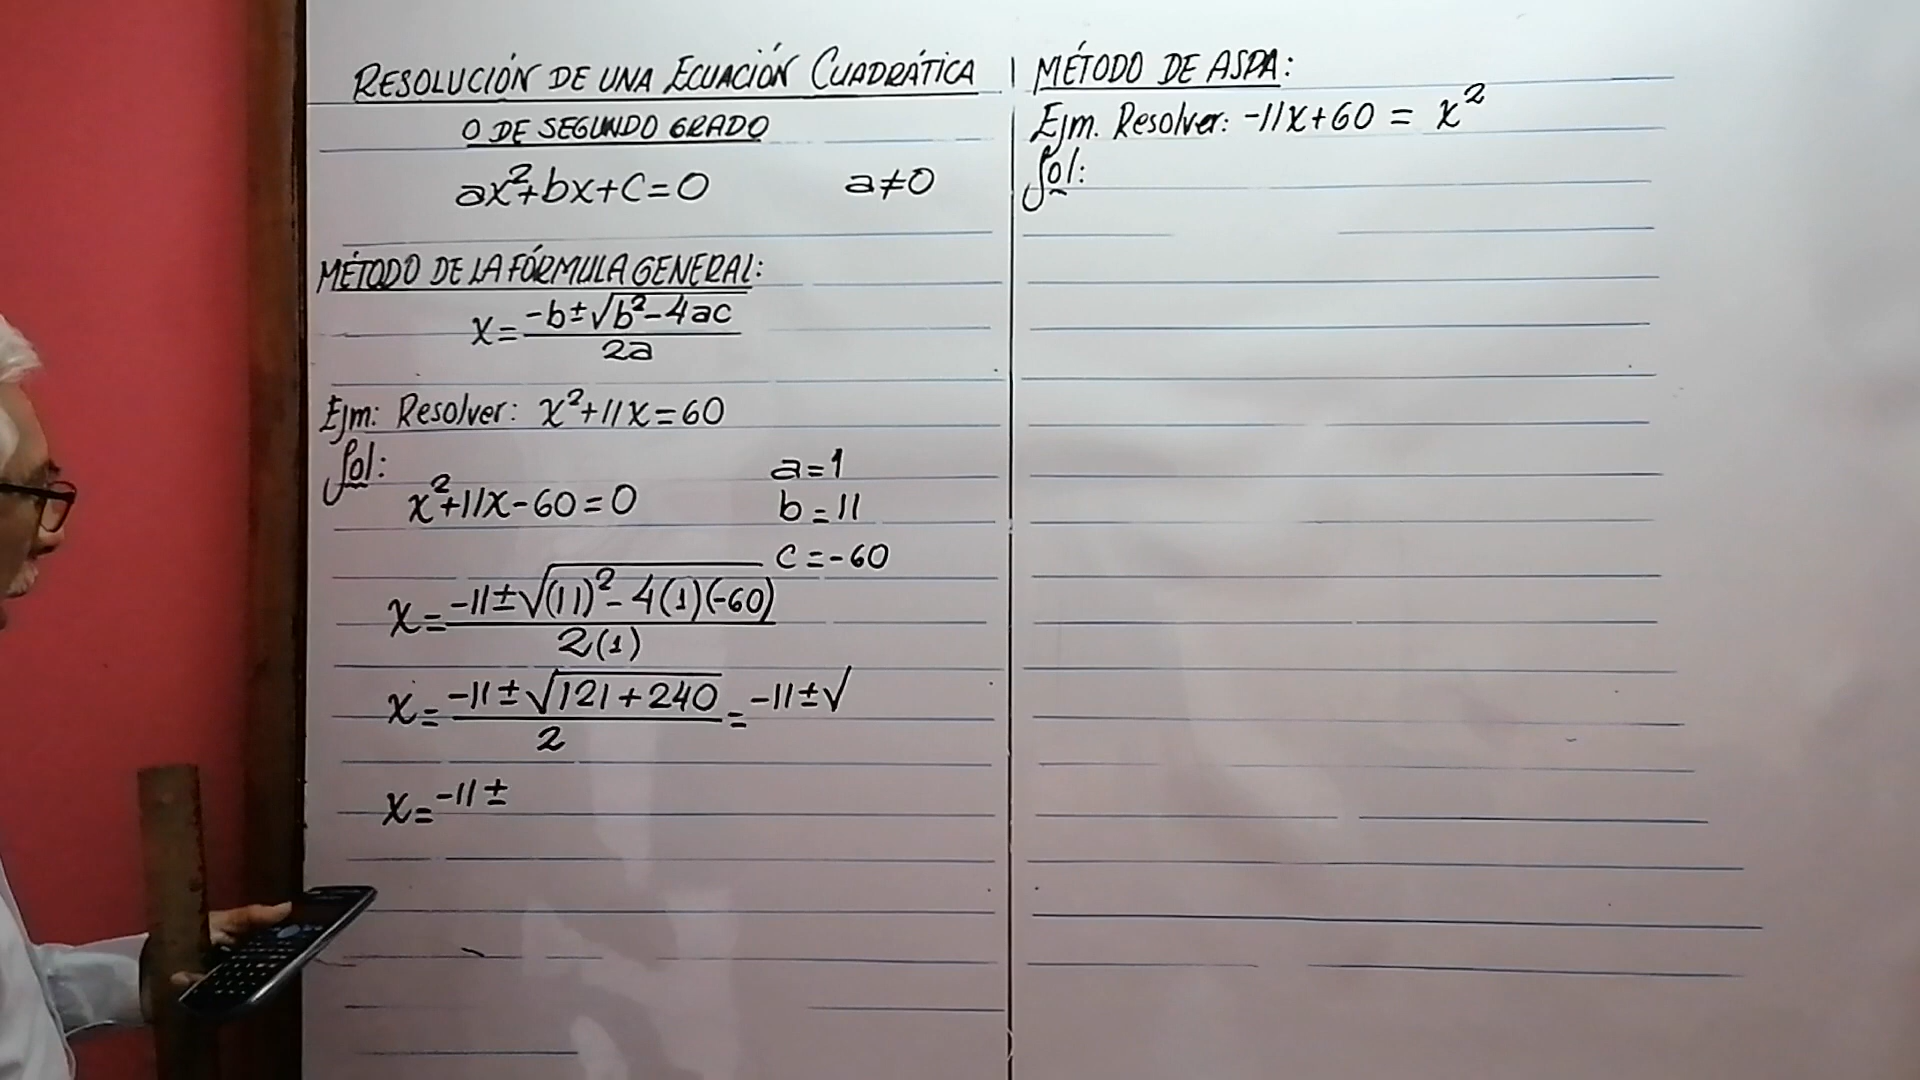 RESOLUCIÓN DE UNA ECUACIÓN CUADRÁTICA
O DE SEGUNDO GRADO
ax²+bx+c=0 a≠0
MÉTODO DE LA FÓRMULA GENERAL:
x = (-b±√(b²-4ac))/(2a)
Ejm: Resolver: x²+11x=60
Sol:
x²+11x-60=0
a=1
b=11
c=-60
x = (-11±√((11)²-4(1)(-60)))/(2(1))
x = (-11±√(121+240))/2 = -11±√
x = -11±
MÉTODO DE ASPA:
Ejm. Resolver: -11x+60 = x²
Sol: